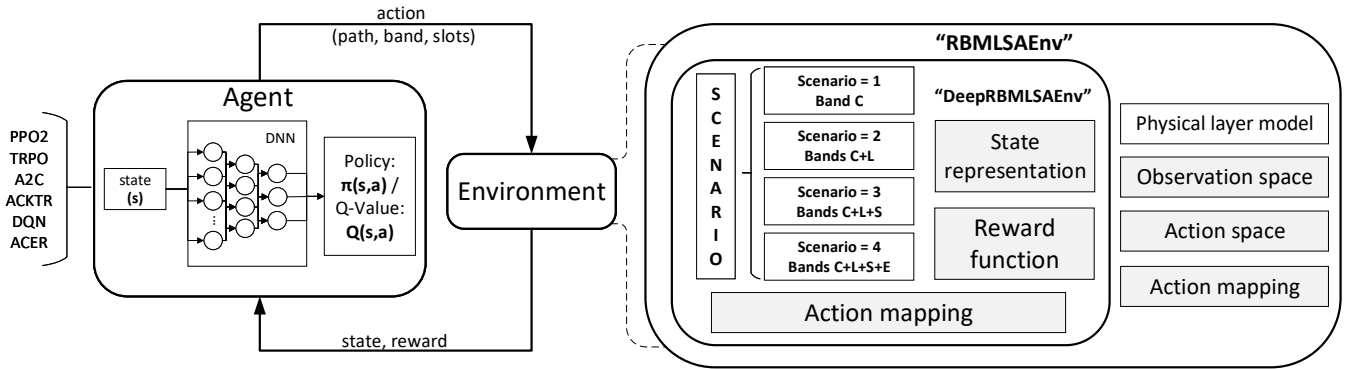 action
(path, band, slots)
Agent
PPO2
TRPO
A2C
ACKTR
DQN
ACER
state
(s)
DNN
Policy:
π(s,a) /
Q-Value:
Q(s,a)
Environment
state, reward
“RBMLSAEnv”
SCENARIO
Scenario = 1
Band C
Scenario = 2
Bands C+L
Scenario = 3
Bands C+L+S
Scenario = 4
Bands C+L+S+E
“DeepRBMLSAEnv”
State
representation
Reward
function
Action mapping
Physical layer model
Observation space
Action space
Action mapping